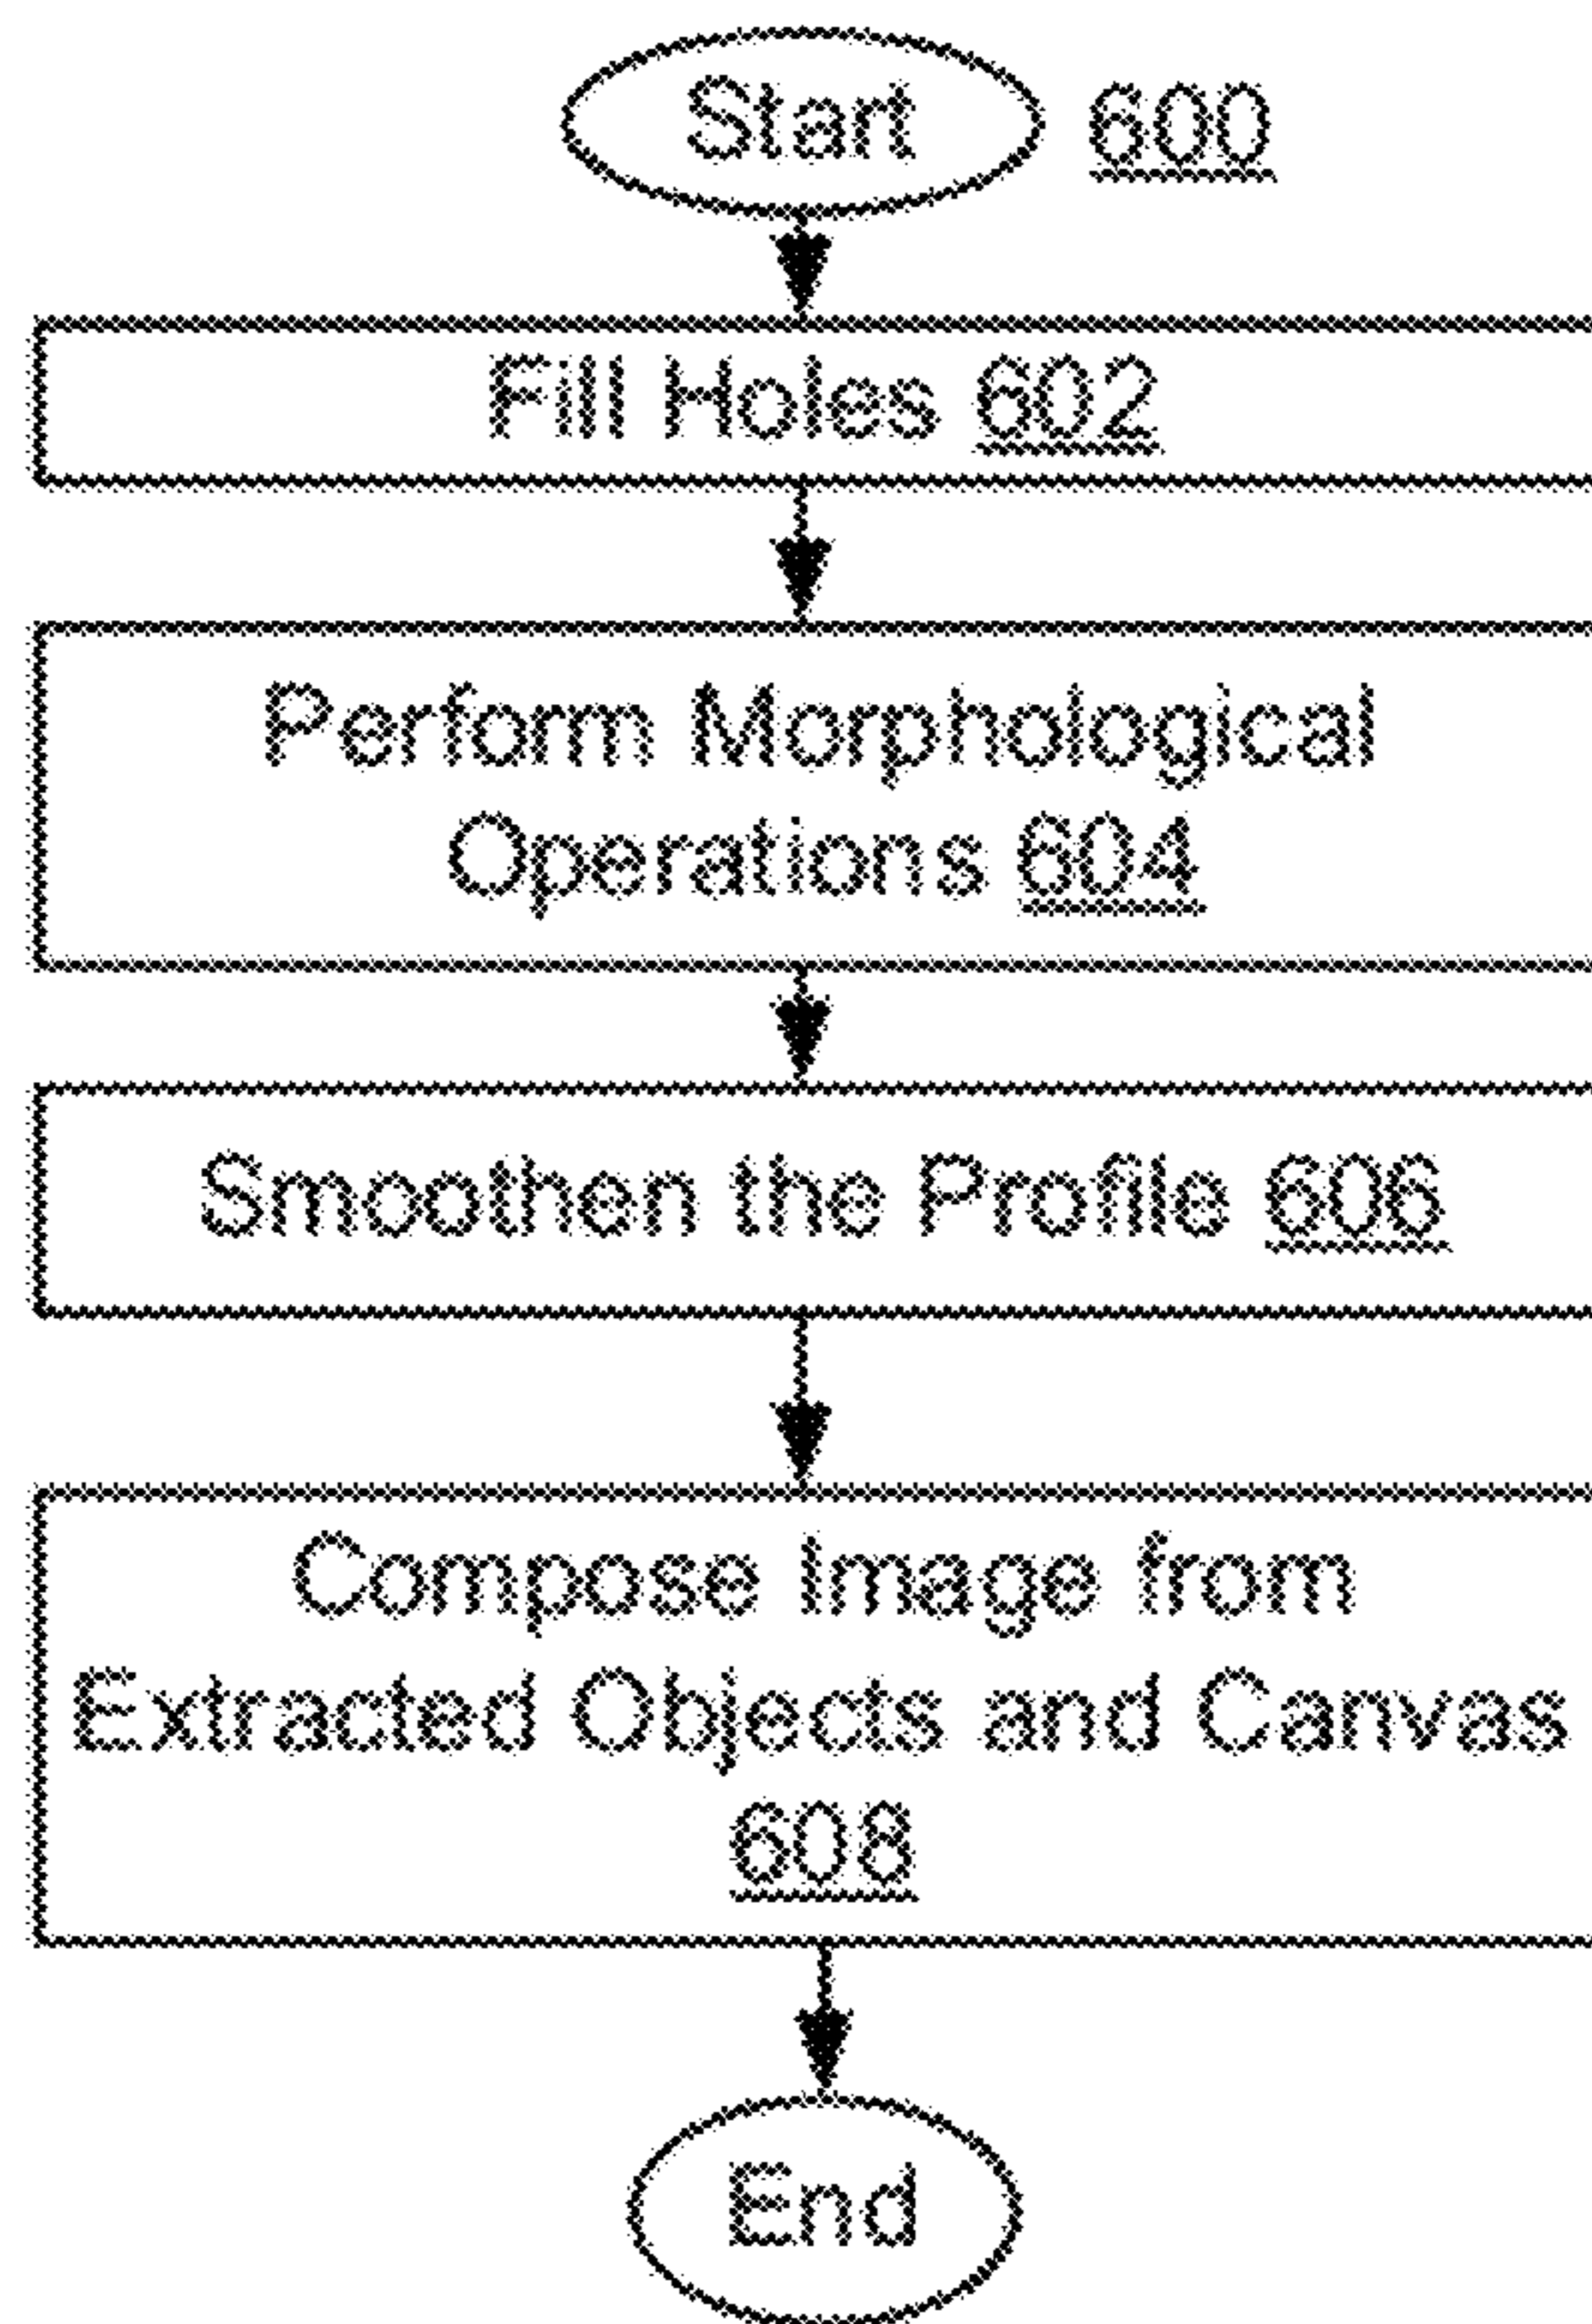 Start 600
Fill Holes 602
Perform Morphological
Operations 604
Smoothen the Profile 606
Compose Image from
Extracted Objects and Canvas
608
End